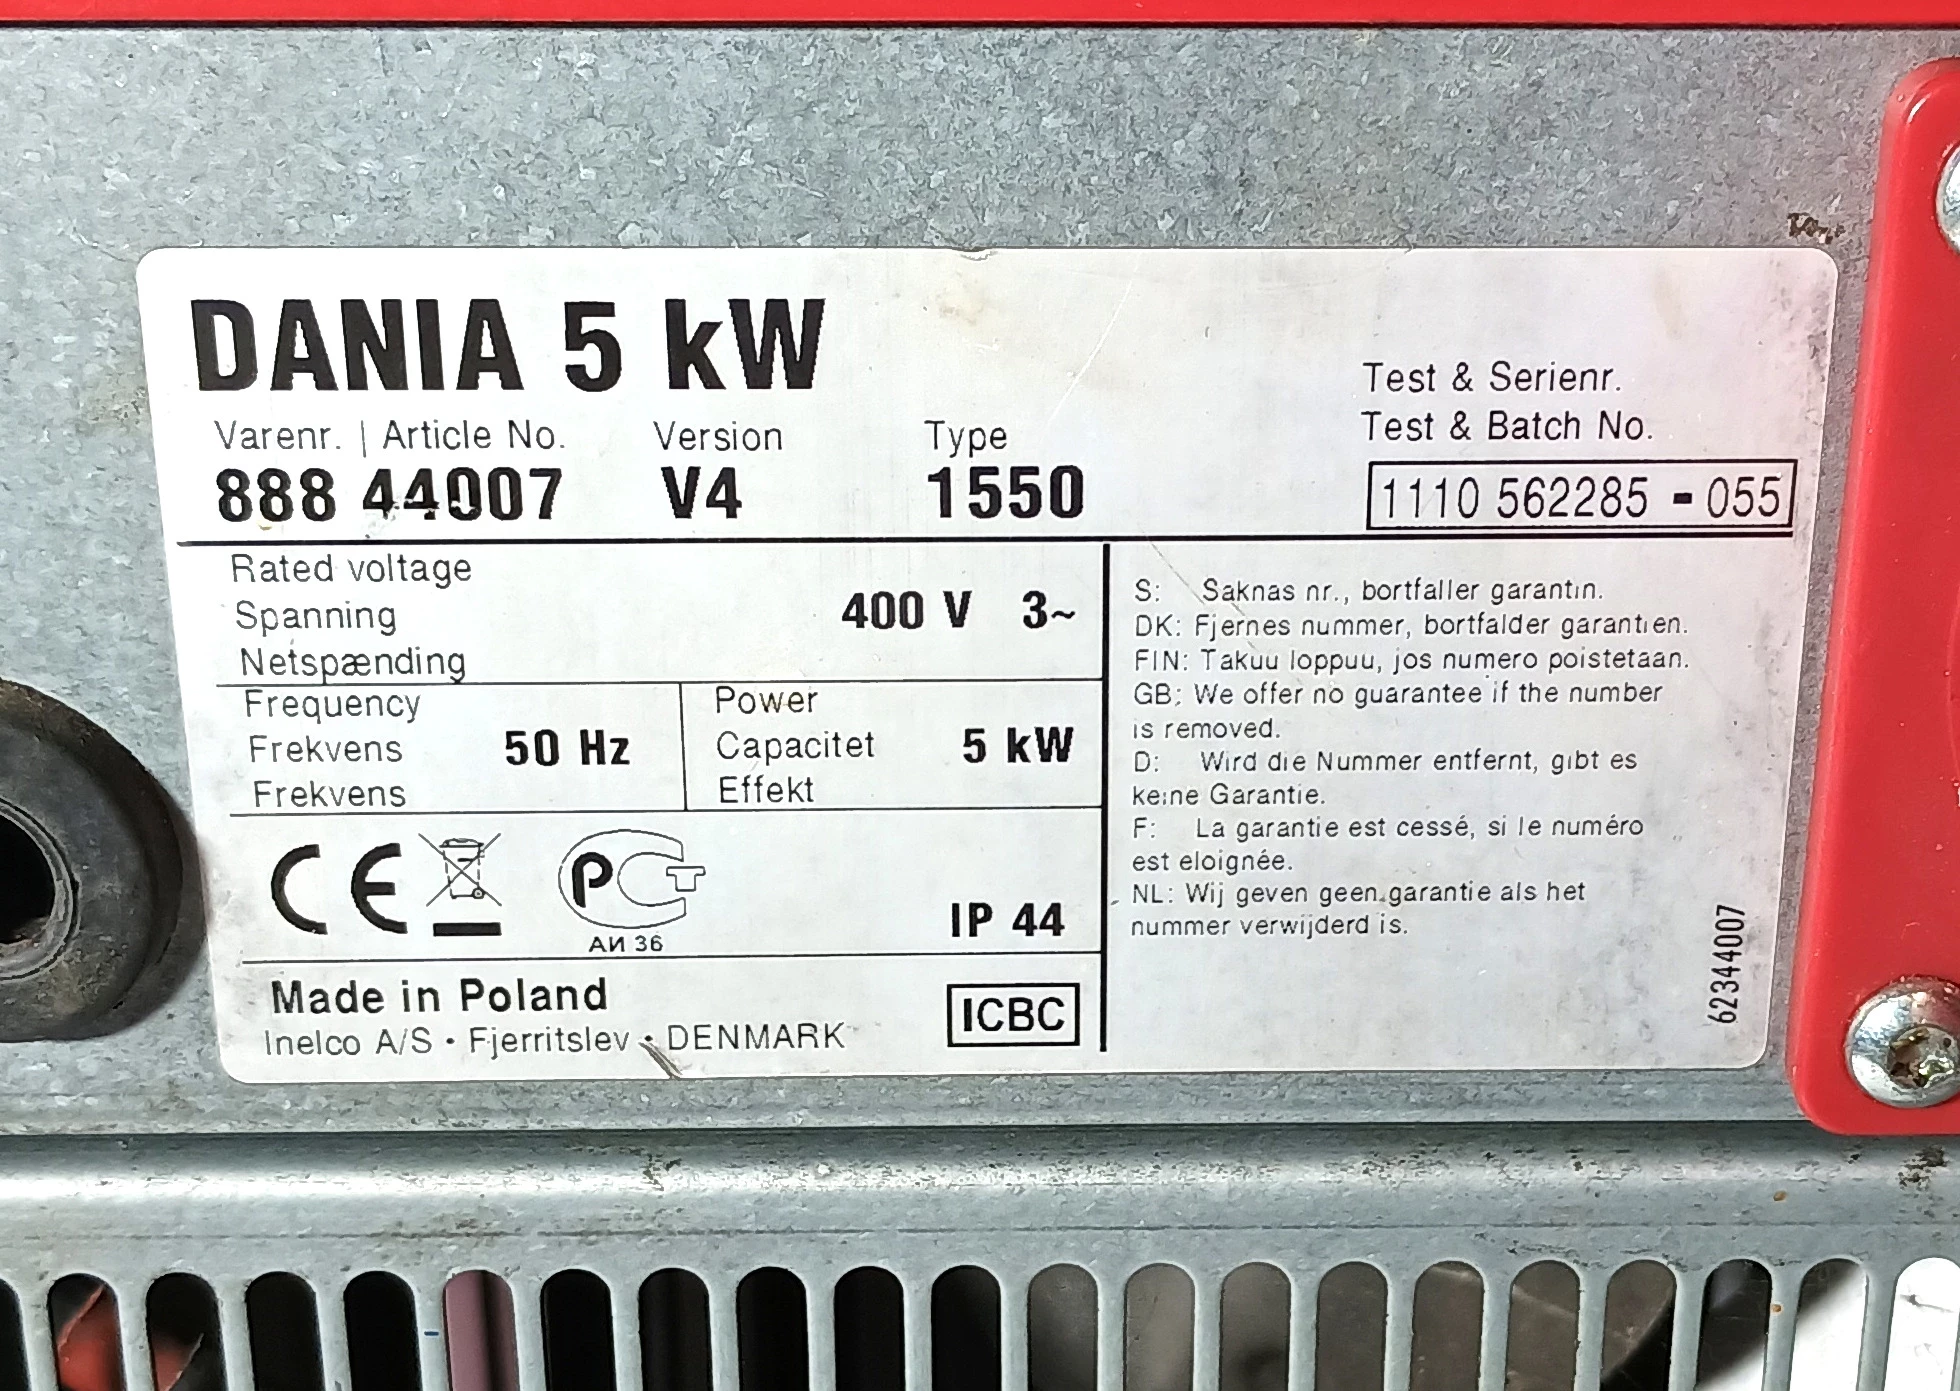 DANIA 5 kW
Test & Serienr.
Test & Batch No.
Varenr. | Article No. Version Type
888 44007 V4 1550
1110 562285 - 055
Rated voltage
Spanning
Netspænding
400 V 3~
Frequency
Frekvens
Frekvens
50 Hz
Power
Capacitet
Effekt
5 kW
CE
PCT
АИ 36
IP 44
Made in Poland
Inelco A/S · Fjerritslev · DENMARK
ICBC
S: Saknas nr., bortfaller garantin.
DK: Fjernes nummer, bortfalder garantien.
FIN: Takuu loppuu, jos numero poistetaan.
GB: We offer no guarantee if the number
is removed.
D: Wird die Nummer entfernt, gibt es
keine Garantie.
F: La garantie est cessé, si le numéro
est eloignée.
NL: Wij geven geen garantie als het
nummer verwijderd is.
62344007